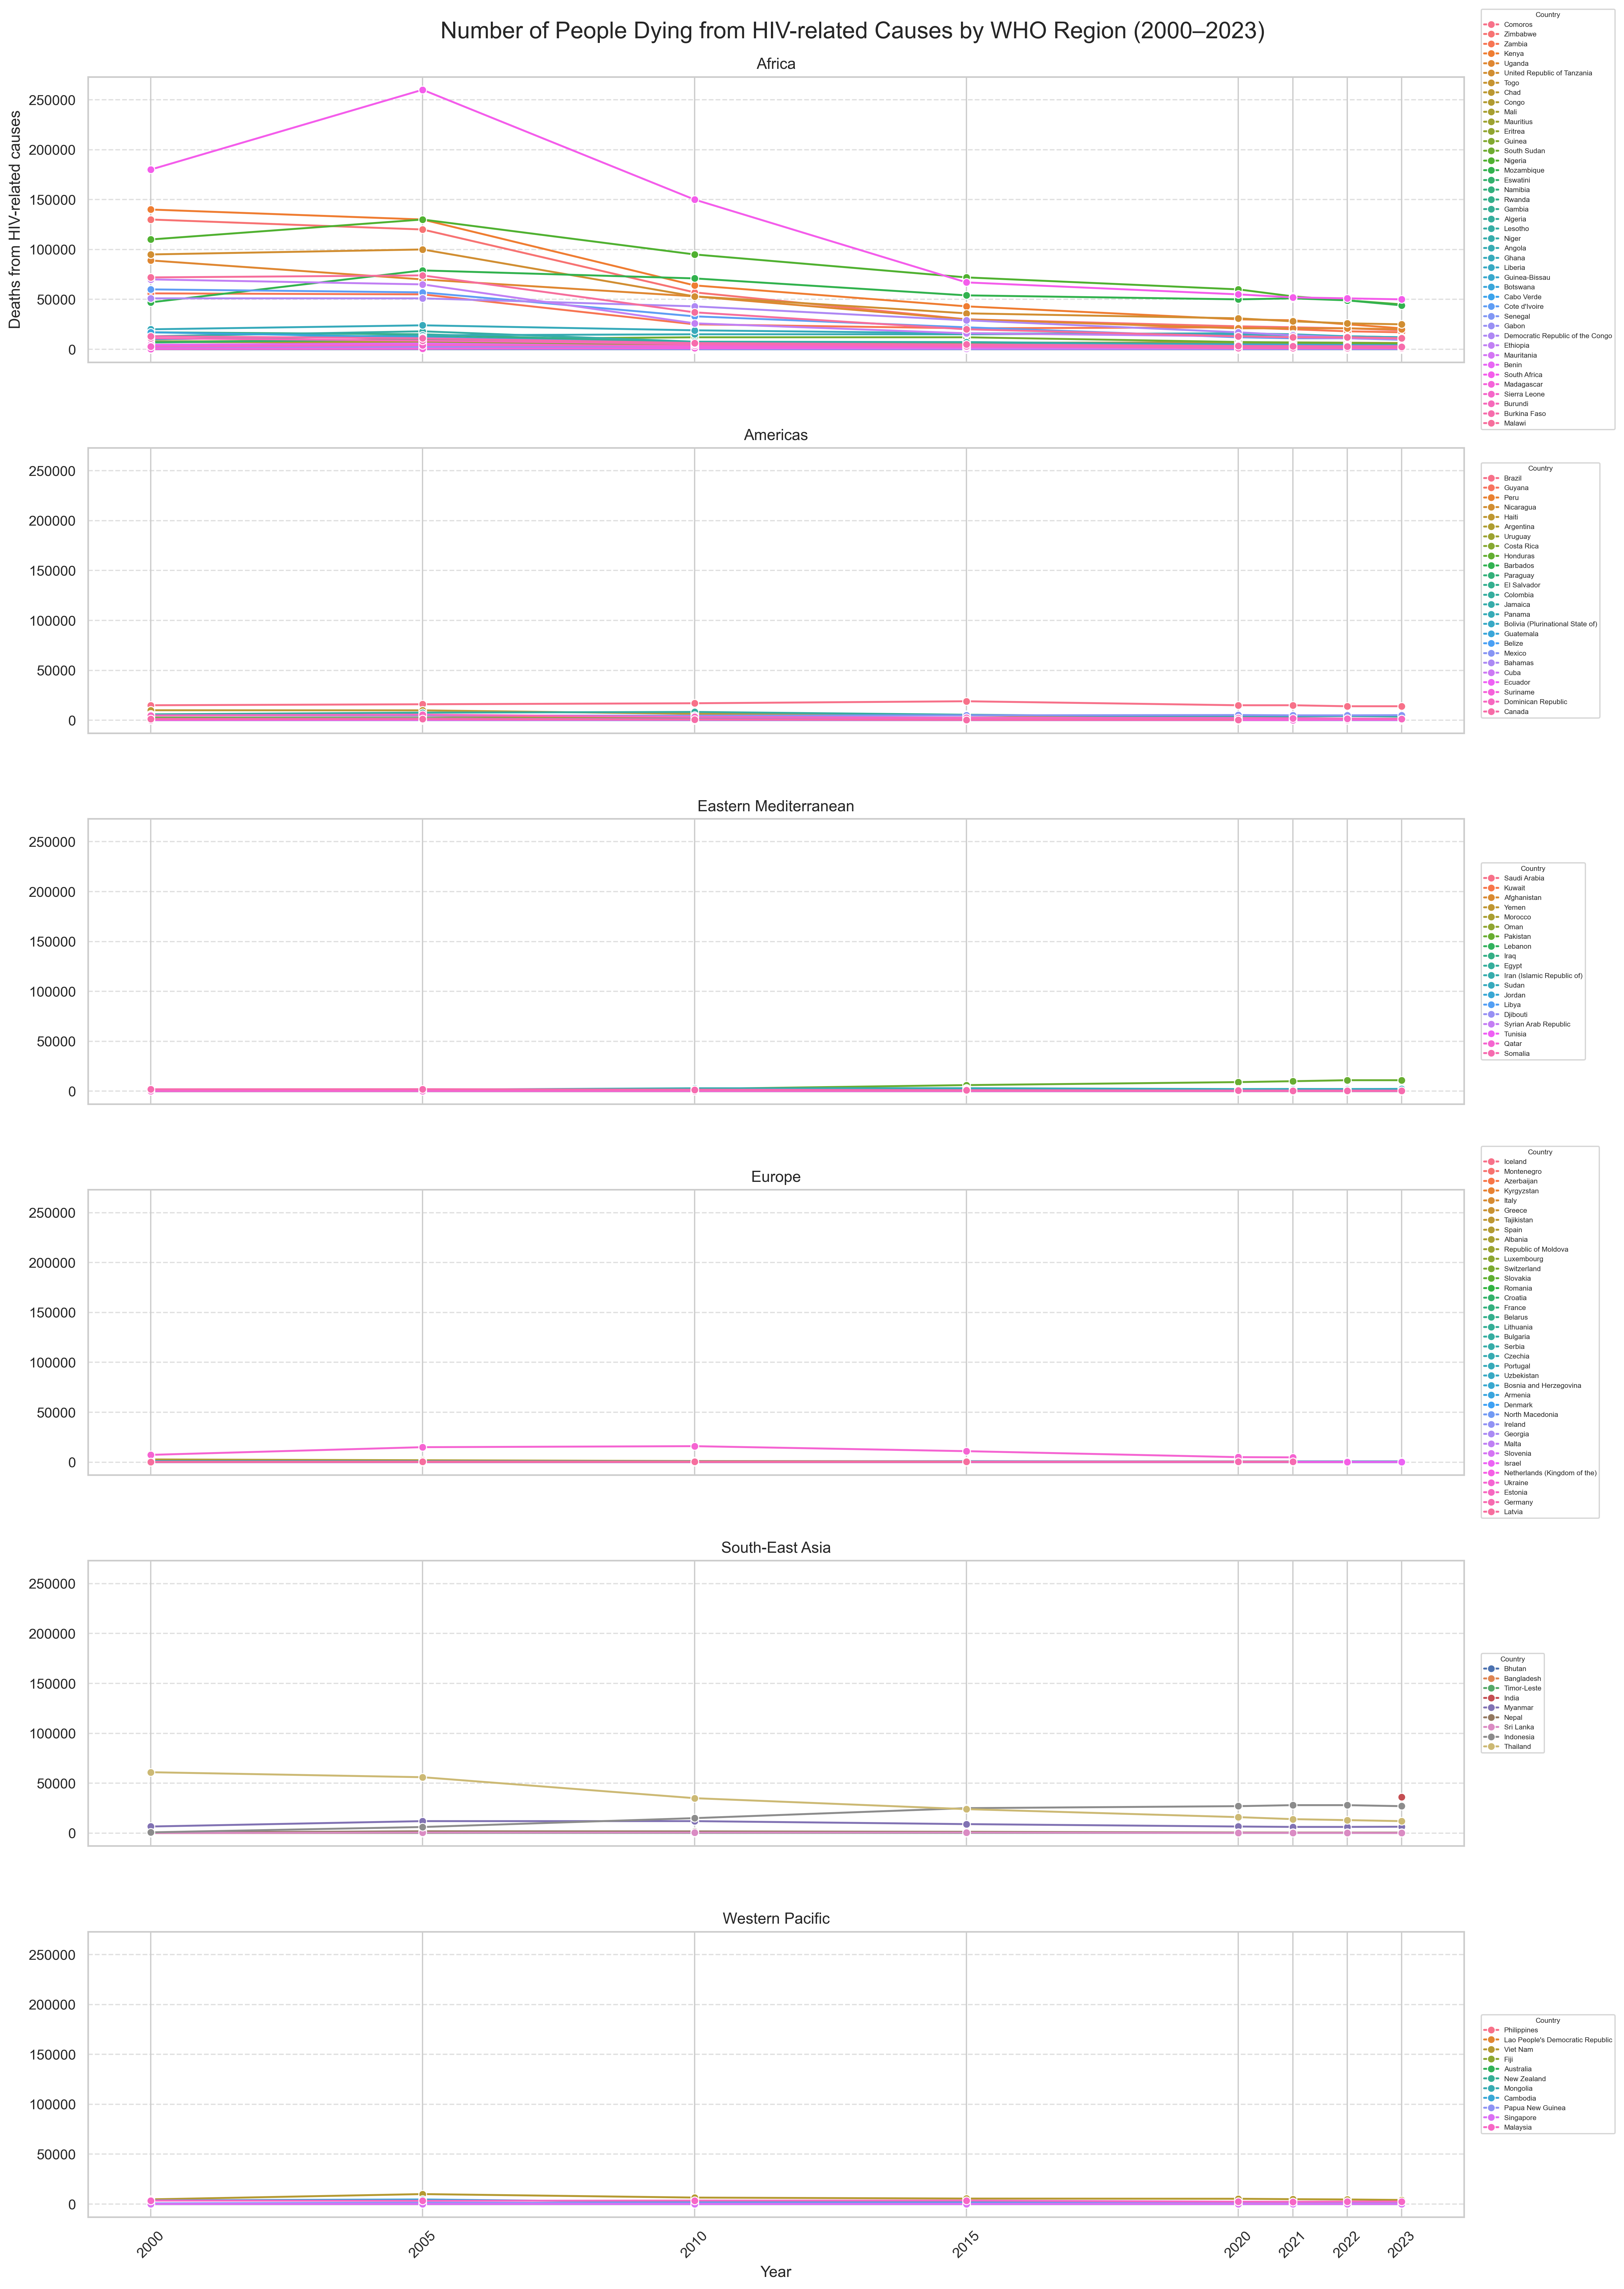 Number of People Dying from HIV-related Causes by WHO Region (2000–2023)
Africa
Deaths from HIV-related causes
250000
200000
150000
100000
50000
0
Country
Comoros
Zimbabwe
Zambia
Kenya
Uganda
United Republic of Tanzania
Togo
Chad
Congo
Mali
Mauritius
Eritrea
Guinea
South Sudan
Nigeria
Mozambique
Eswatini
Namibia
Rwanda
Gambia
Algeria
Lesotho
Niger
Angola
Ghana
Liberia
Guinea-Bissau
Botswana
Cabo Verde
Cote d'Ivoire
Senegal
Gabon
Democratic Republic of the Congo
Ethiopia
Mauritania
Benin
South Africa
Madagascar
Sierra Leone
Burundi
Burkina Faso
Malawi
Americas
250000
200000
150000
100000
50000
0
Country
Brazil
Guyana
Peru
Nicaragua
Haiti
Argentina
Uruguay
Costa Rica
Honduras
Barbados
Paraguay
El Salvador
Colombia
Jamaica
Panama
Bolivia (Plurinational State of)
Guatemala
Belize
Mexico
Bahamas
Cuba
Ecuador
Suriname
Dominican Republic
Canada
Eastern Mediterranean
250000
200000
150000
100000
50000
0
Country
Saudi Arabia
Kuwait
Afghanistan
Yemen
Morocco
Oman
Pakistan
Lebanon
Iraq
Egypt
Iran (Islamic Republic of)
Sudan
Jordan
Libya
Djibouti
Syrian Arab Republic
Tunisia
Qatar
Somalia
Europe
250000
200000
150000
100000
50000
0
Country
Iceland
Montenegro
Azerbaijan
Kyrgyzstan
Italy
Greece
Tajikistan
Spain
Albania
Republic of Moldova
Luxembourg
Switzerland
Slovakia
Romania
Croatia
France
Belarus
Lithuania
Bulgaria
Serbia
Czechia
Portugal
Uzbekistan
Bosnia and Herzegovina
Armenia
Denmark
North Macedonia
Ireland
Georgia
Malta
Slovenia
Israel
Netherlands (Kingdom of the)
Ukraine
Estonia
Germany
Latvia
South-East Asia
250000
200000
150000
100000
50000
0
Country
Bhutan
Bangladesh
Timor-Leste
India
Myanmar
Nepal
Sri Lanka
Indonesia
Thailand
Western Pacific
250000
200000
150000
100000
50000
0
Country
Philippines
Lao People's Democratic Republic
Viet Nam
Fiji
Australia
New Zealand
Mongolia
Cambodia
Papua New Guinea
Singapore
Malaysia
2000
2005
2010
2015
2020
2021
2022
2023
Year